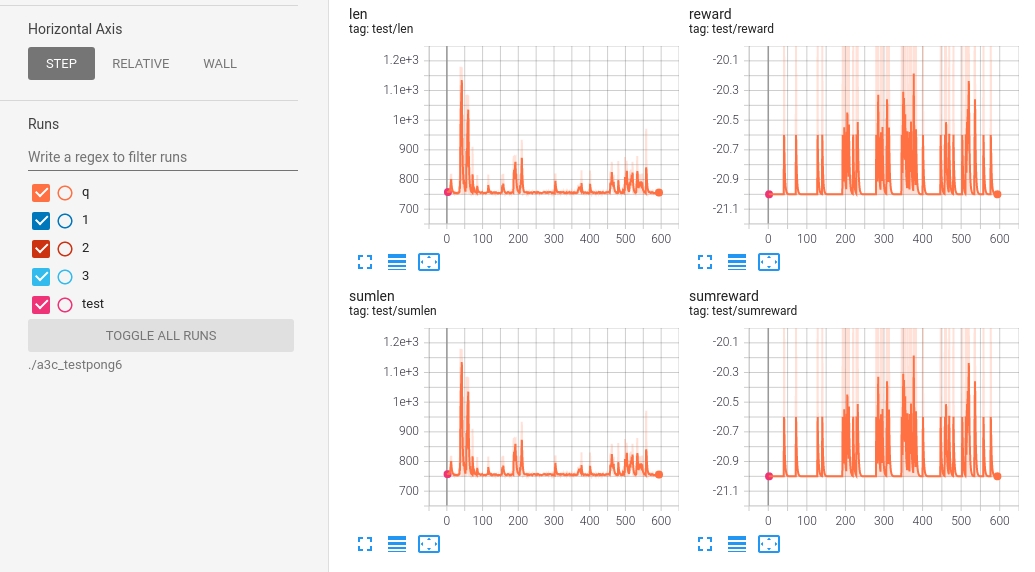 Horizontal Axis
STEP RELATIVE WALL
Runs
Write a regex to filter runs
q
1
2
3
test
TOGGLE ALL RUNS
./a3c_testpong6
len
tag: test/len
1.2e+3
1.1e+3
1e+3
900
800
700
0 100 200 300 400 500 600
reward
tag: test/reward
-20.1
-20.3
-20.5
-20.7
-20.9
-21.1
0 100 200 300 400 500 600
sumlen
tag: test/sumlen
1.2e+3
1.1e+3
1e+3
900
800
700
0 100 200 300 400 500 600
sumreward
tag: test/sumreward
-20.1
-20.3
-20.5
-20.7
-20.9
-21.1
0 100 200 300 400 500 600